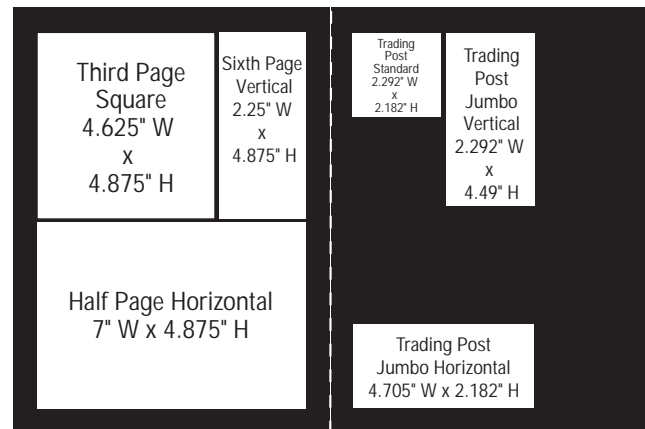 Third Page
Square
4.625" W
x
4.875" H
Sixth Page
Vertical
2.25" W
x
4.875" H
Half Page Horizontal
7" W x 4.875" H
Trading
Post
Standard
2.292" W
x
2.182" H
Trading
Post
Jumbo
Vertical
2.292" W
x
4.49" H
Trading Post
Jumbo Horizontal
4.705" W x 2.182" H